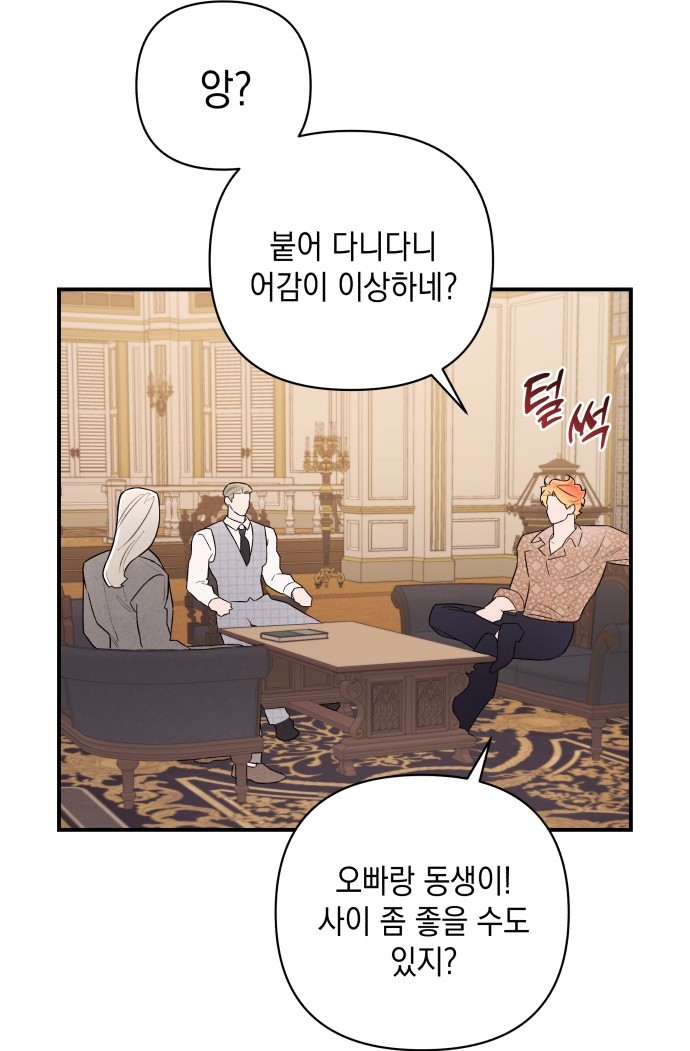 앙?
붙어 다니다니
어감이 이상하네?
털썩
오빠랑 동생이!
사이 좀 좋을 수도
있지?